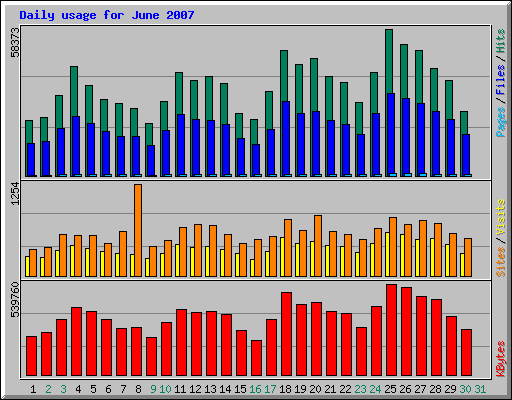 Daily usage for June 2007
58373
Pages / Files / Hits
1254
Sites / Visits
539760
KBytes
1 2 3 4 5 6 7 8 9 10 11 12 13 14 15 16 17 18 19 20 21 22 23 24 25 26 27 28 29 30 31